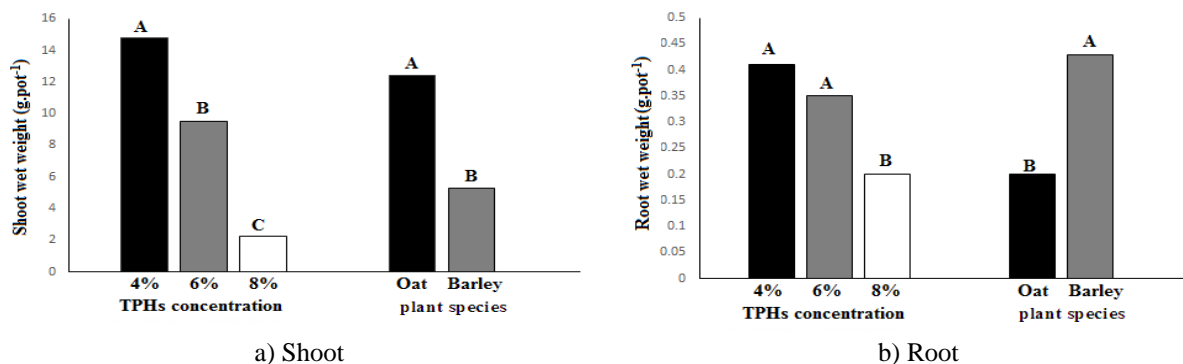 Shoot wet weight (g.pot-1)
16
14
12
10
8
6
4
2
0
A
B
C
A
B
4% 6% 8% Oat Barley
TPHs concentration plant species
a) Shoot
Root wet weight (g.pot-1)
0.5
0.45
0.4
0.35
0.3
0.25
0.2
0.15
0.1
0.05
0
A
A
B
B
A
4% 6% 8% Oat Barley
TPHs concentration plant species
b) Root